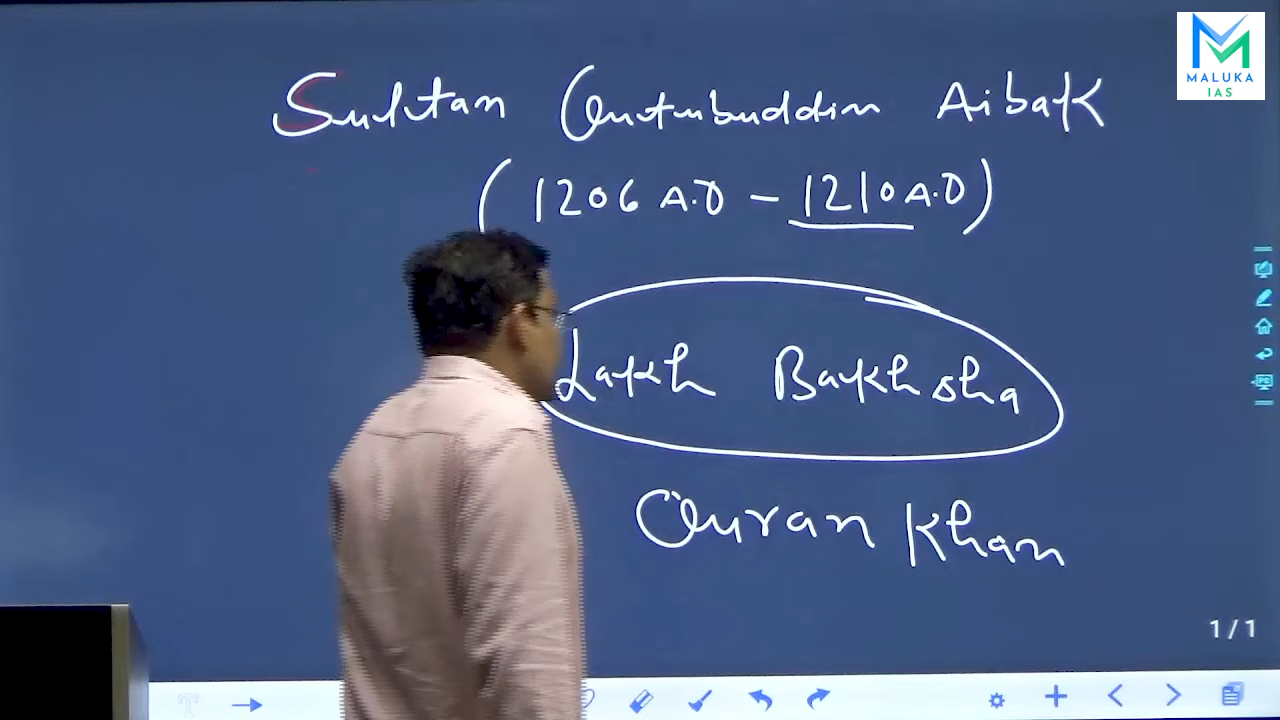 MALUKA
IAS
Sultan Qutubuddin Aibak
(1206 A.D - 1210 A.D)
Lakh Bakhsha
Quran Khan
1/1